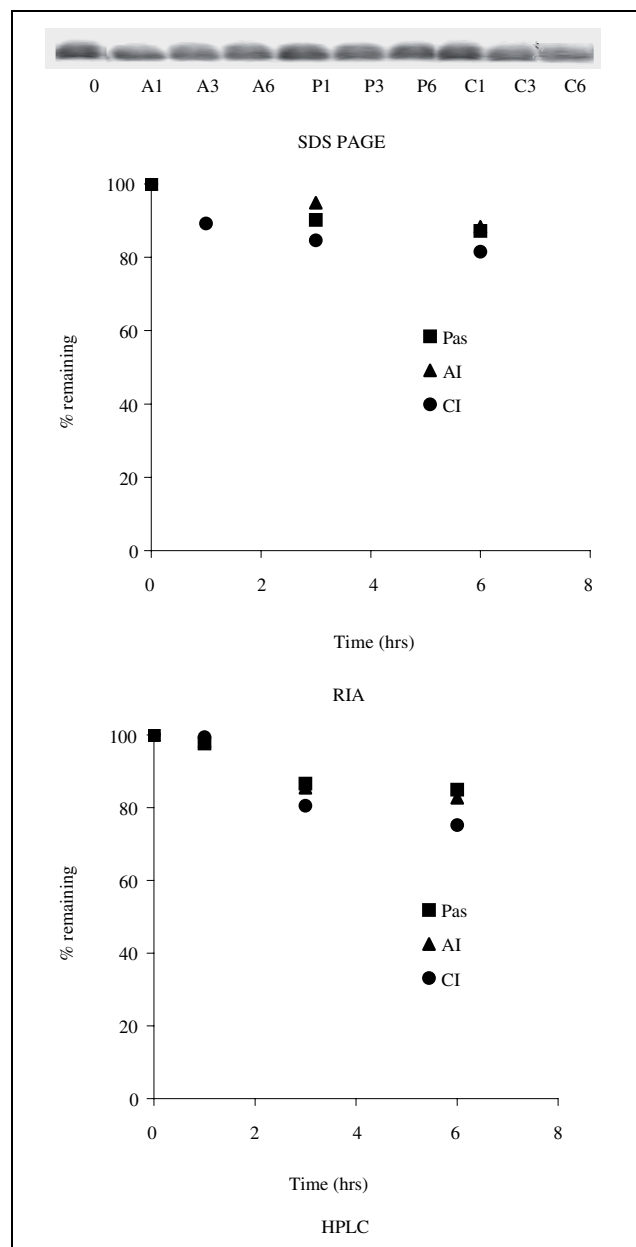 0 A1 A3 A6 P1 P3 P6 C1 C3 C6
SDS PAGE
100
80
60
40
20
0
% remaining
Pas
AI
CI
0 2 4 6 8
Time (hrs)
RIA
100
80
60
40
20
0
% remaining
Pas
AI
CI
0 2 4 6 8
Time (hrs)
HPLC